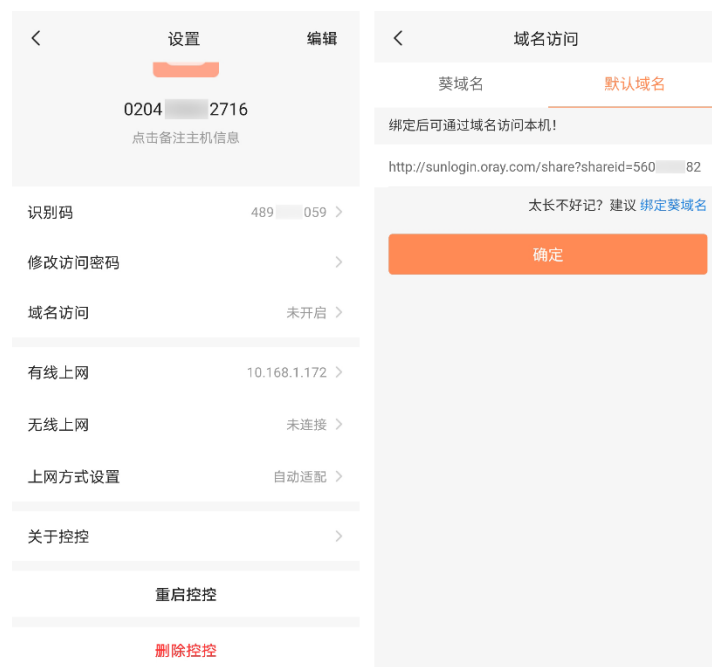 设置
编辑
0204 2716
点击备注主机信息
识别码
489 059
修改访问密码
域名访问
未开启
有线上网
10.168.1.172
无线上网
未连接
上网方式设置
自动适配
关于控控
重启控控
删除控控
域名访问
葵域名
默认域名
绑定后可通过域名访问本机！
http://sunlogin.oray.com/share?shareid=560 82
太长不好记？建议 绑定葵域名
确定